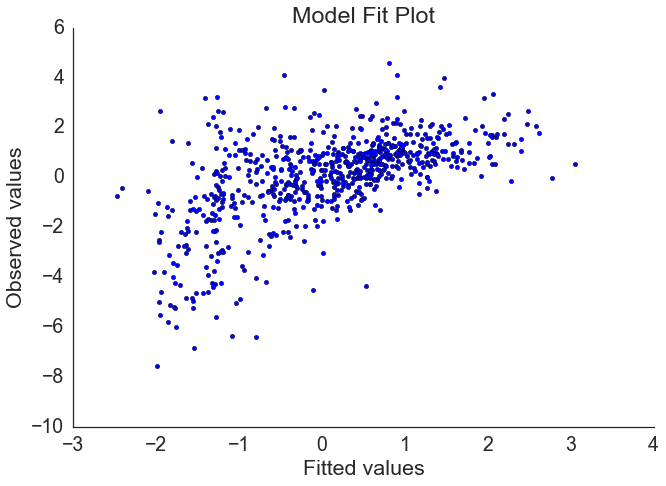 Model Fit Plot
6
4
2
0
−2
−4
−6
−8
−10
Observed values
−3 −2 −1 0 1 2 3 4
Fitted values